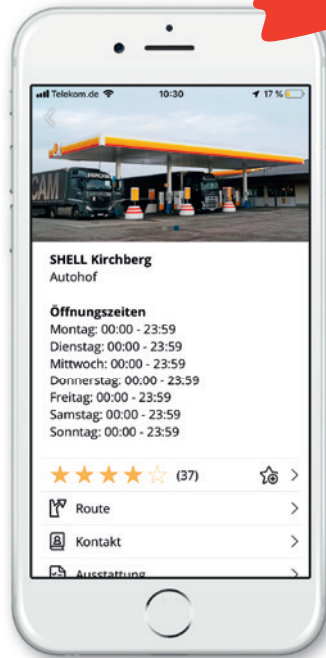 Telekom.de 10:30 17 %
SHELL Kirchberg
Autohof
Öffnungszeiten
Montag: 00:00 - 23:59
Dienstag: 00:00 - 23:59
Mittwoch: 00:00 - 23:59
Donnerstag: 00:00 - 23:59
Freitag: 00:00 - 23:59
Samstag: 00:00 - 23:59
Sonntag: 00:00 - 23:59
(37)
Route
Kontakt
Ausstattung